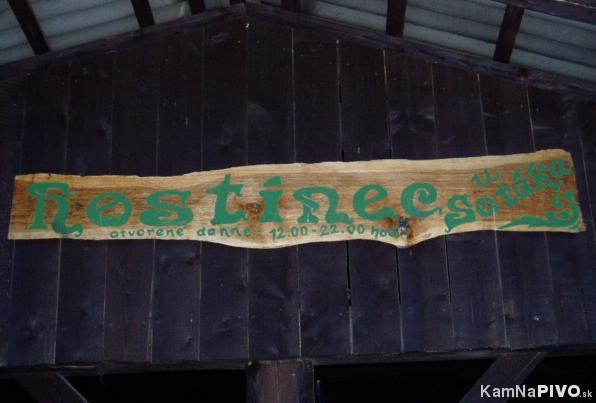 hostinec
u Sotáka
otvorené denne 12.00-22.00 hod
KamNaPIVO.sk